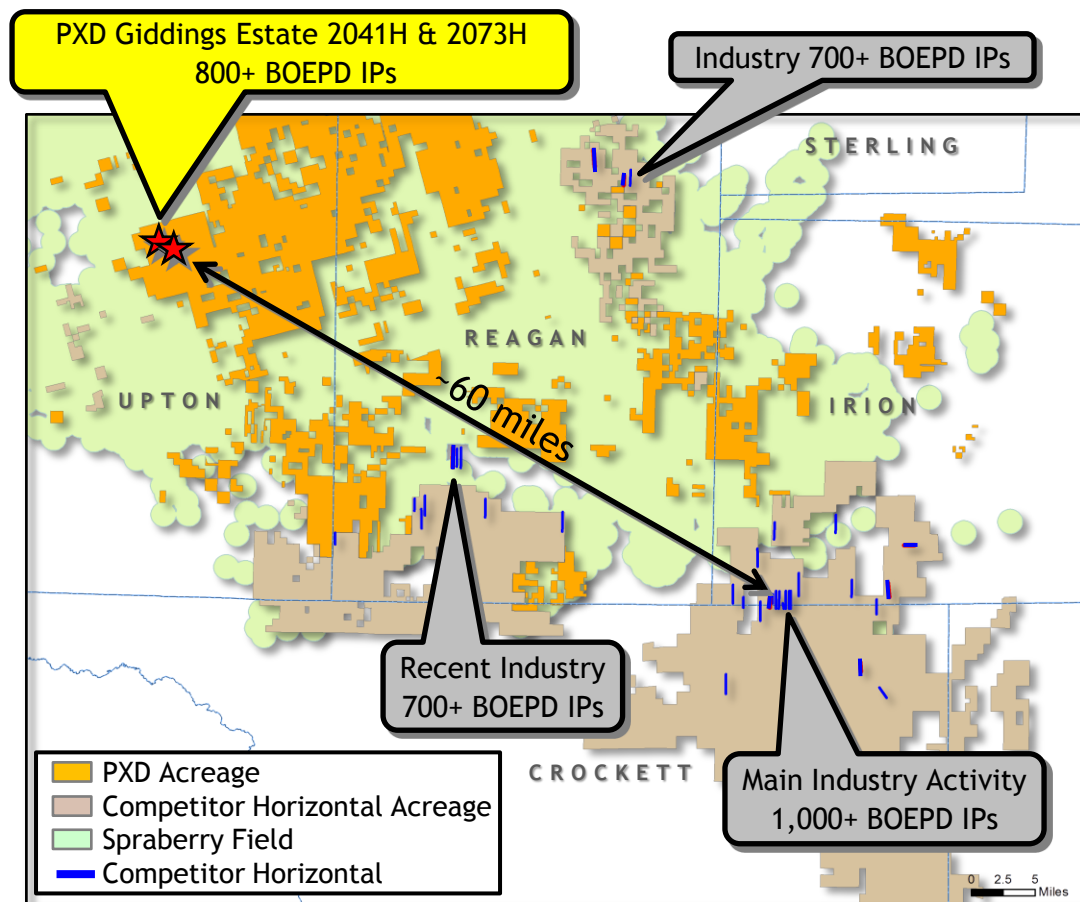 PXD Giddings Estate 2041H & 2073H
800+ BOEPD IPs
Industry 700+ BOEPD IPs
STERLING
REAGAN
UPTON
IRION
~60 miles
Recent Industry
700+ BOEPD IPs
CROCKETT
Main Industry Activity
1,000+ BOEPD IPs
PXD Acreage
Competitor Horizontal Acreage
Spraberry Field
Competitor Horizontal
0 2.5 5
Miles